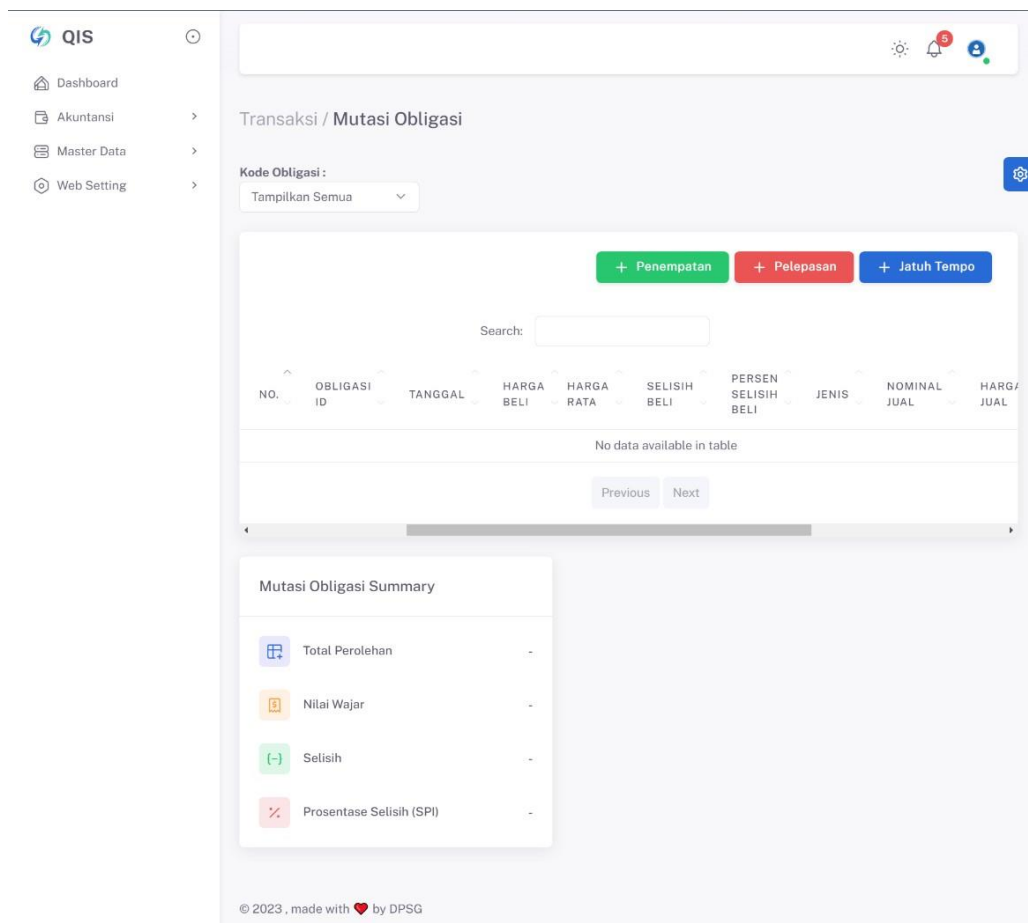 QIS
5
Dashboard
Akuntansi
Master Data
Web Setting
Transaksi / Mutasi Obligasi
Kode Obligasi :
Tampilkan Semua
+ Penempatan
+ Pelepasan
+ Jatuh Tempo
Search:
NO.
OBLIGASI
ID
TANGGAL
HARGA
BELI
HARGA
RATA
SELISIH
BELI
PERSEN
SELISIH
BELI
JENIS
NOMINAL
JUAL
HARGA
JUAL
No data available in table
Previous Next
Mutasi Obligasi Summary
Total Perolehan -
Nilai Wajar -
Selisih -
Prosentase Selisih (SPI) -
© 2023 , made with ❤ by DPSG